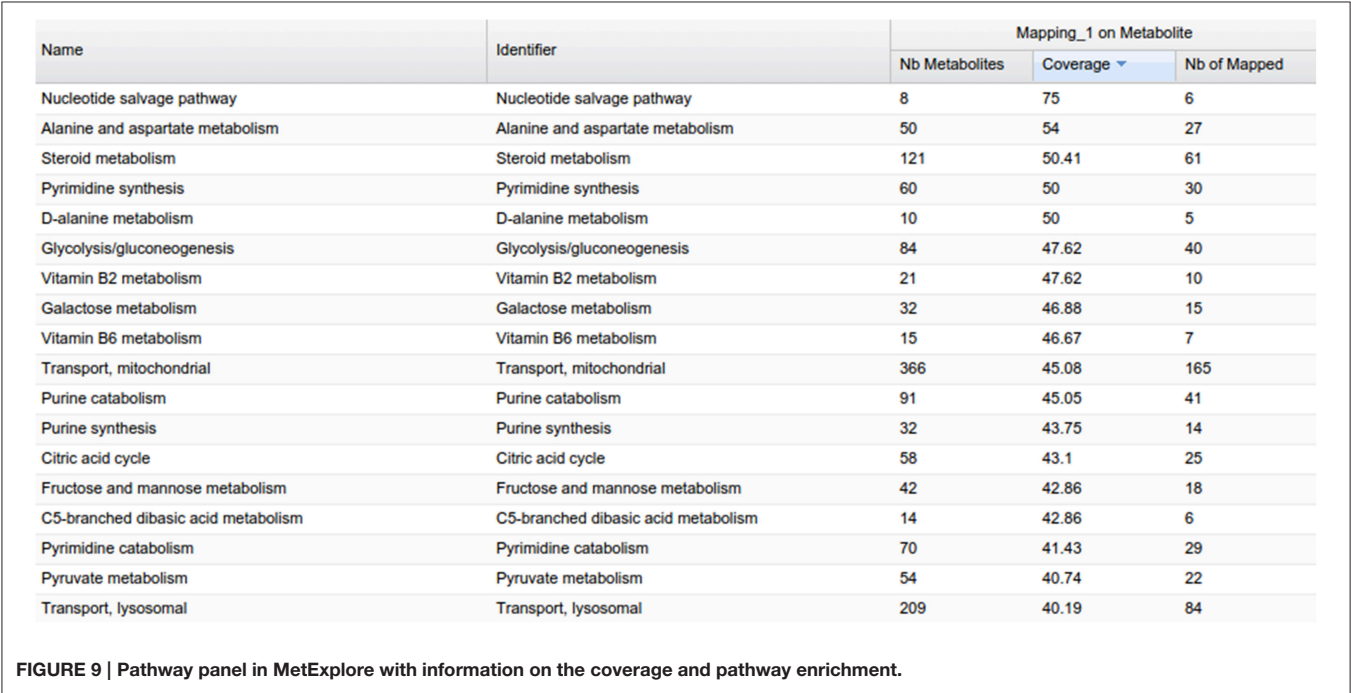 Name Identifier Mapping_1 on Metabolite
Nb Metabolites Coverage Nb of Mapped
Nucleotide salvage pathway Nucleotide salvage pathway 8 75 6
Alanine and aspartate metabolism Alanine and aspartate metabolism 50 54 27
Steroid metabolism Steroid metabolism 121 50.41 61
Pyrimidine synthesis Pyrimidine synthesis 60 50 30
D-alanine metabolism D-alanine metabolism 10 50 5
Glycolysis/gluconeogenesis Glycolysis/gluconeogenesis 84 47.62 40
Vitamin B2 metabolism Vitamin B2 metabolism 21 47.62 10
Galactose metabolism Galactose metabolism 32 46.88 15
Vitamin B6 metabolism Vitamin B6 metabolism 15 46.67 7
Transport, mitochondrial Transport, mitochondrial 366 45.08 165
Purine catabolism Purine catabolism 91 45.05 41
Purine synthesis Purine synthesis 32 43.75 14
Citric acid cycle Citric acid cycle 58 43.1 25
Fructose and mannose metabolism Fructose and mannose metabolism 42 42.86 18
C5-branched dibasic acid metabolism C5-branched dibasic acid metabolism 14 42.86 6
Pyrimidine catabolism Pyrimidine catabolism 70 41.43 29
Pyruvate metabolism Pyruvate metabolism 54 40.74 22
Transport, lysosomal Transport, lysosomal 209 40.19 84
FIGURE 9 | Pathway panel in MetExplore with information on the coverage and pathway enrichment.